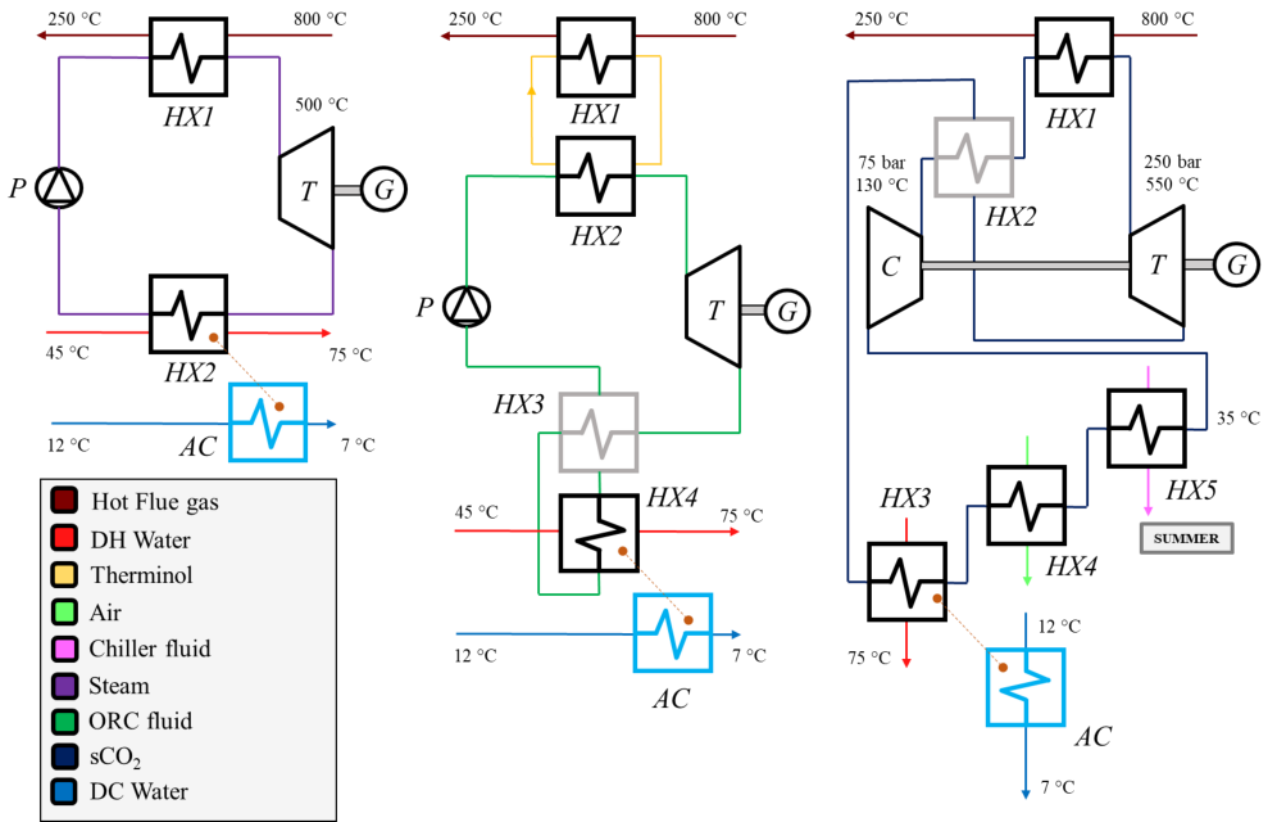 250 °C
800 °C
HX1
500 °C
P
T
G
45 °C
75 °C
HX2
12 °C
AC
7 °C
Hot Flue gas
DH Water
Therminol
Air
Chiller fluid
Steam
ORC fluid
sCO₂
DC Water
250 °C
800 °C
HX1
HX2
P
T
G
HX3
HX4
45 °C
75 °C
12 °C
7 °C
AC
250 °C
800 °C
HX1
75 bar
130 °C
250 bar
550 °C
HX2
C
T
G
35 °C
HX5
HX3
SUMMER
HX4
75 °C
12 °C
AC
7 °C